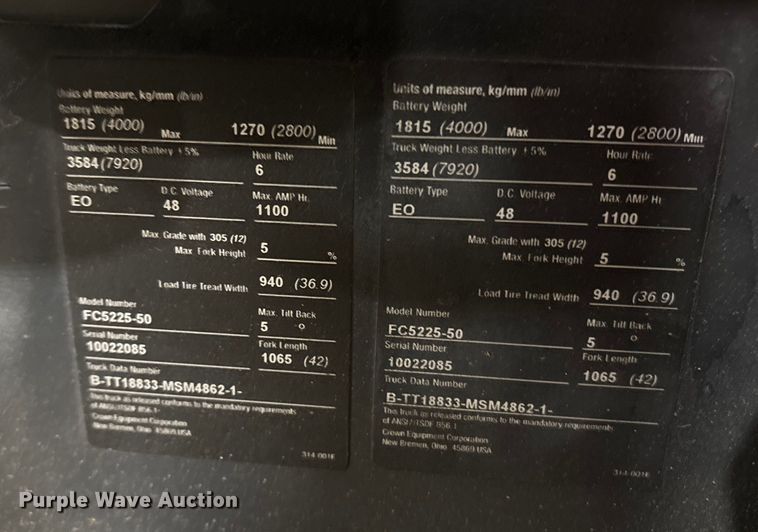 Units of measure, kg/mm (lb/in)
Battery Weight
1815 (4000) Max 1270 (2800) Min
Truck Weight Less Battery ± 5% Hour Rate
3584 (7920) 6
Battery Type D.C. Voltage Max. AMP Hr.
EO 48 1100
Max. Grade with 305 (12)
Max. Fork Height 5 %
Load Tire Tread Width 940 (36.9)
Model Number Max. Tilt Back
FC5225-50 5 o
Serial Number Fork Length
10022085 1065 (42)
Truck Data Number
B-TT18833-MSM4862-1-
This truck as released conforms to the mandatory requirements
of ANSI/ITSDF B56.1
Crown Equipment Corporation
New Bremen, Ohio 45869 USA
314-001E
Units of measure, kg/mm (lb/in)
Battery Weight
1815 (4000) Max 1270 (2800) Min
Truck Weight Less Battery ± 5% Hour Rate
3584 (7920) 6
Battery Type D.C. Voltage Max. AMP Hr.
EO 48 1100
Max. Grade with 305 (12)
Max. Fork Height 5 %
Load Tire Tread Width 940 (36.9)
Model Number Max. Tilt Back
FC5225-50 5 o
Serial Number Fork Length
10022085 1065 (42)
Truck Data Number
B-TT18833-MSM4862-1-
This truck as released conforms to the mandatory requirements
of ANSI/ITSDF B56.1
Crown Equipment Corporation
New Bremen, Ohio 45869 USA
314-001E
Purple Wave Auction